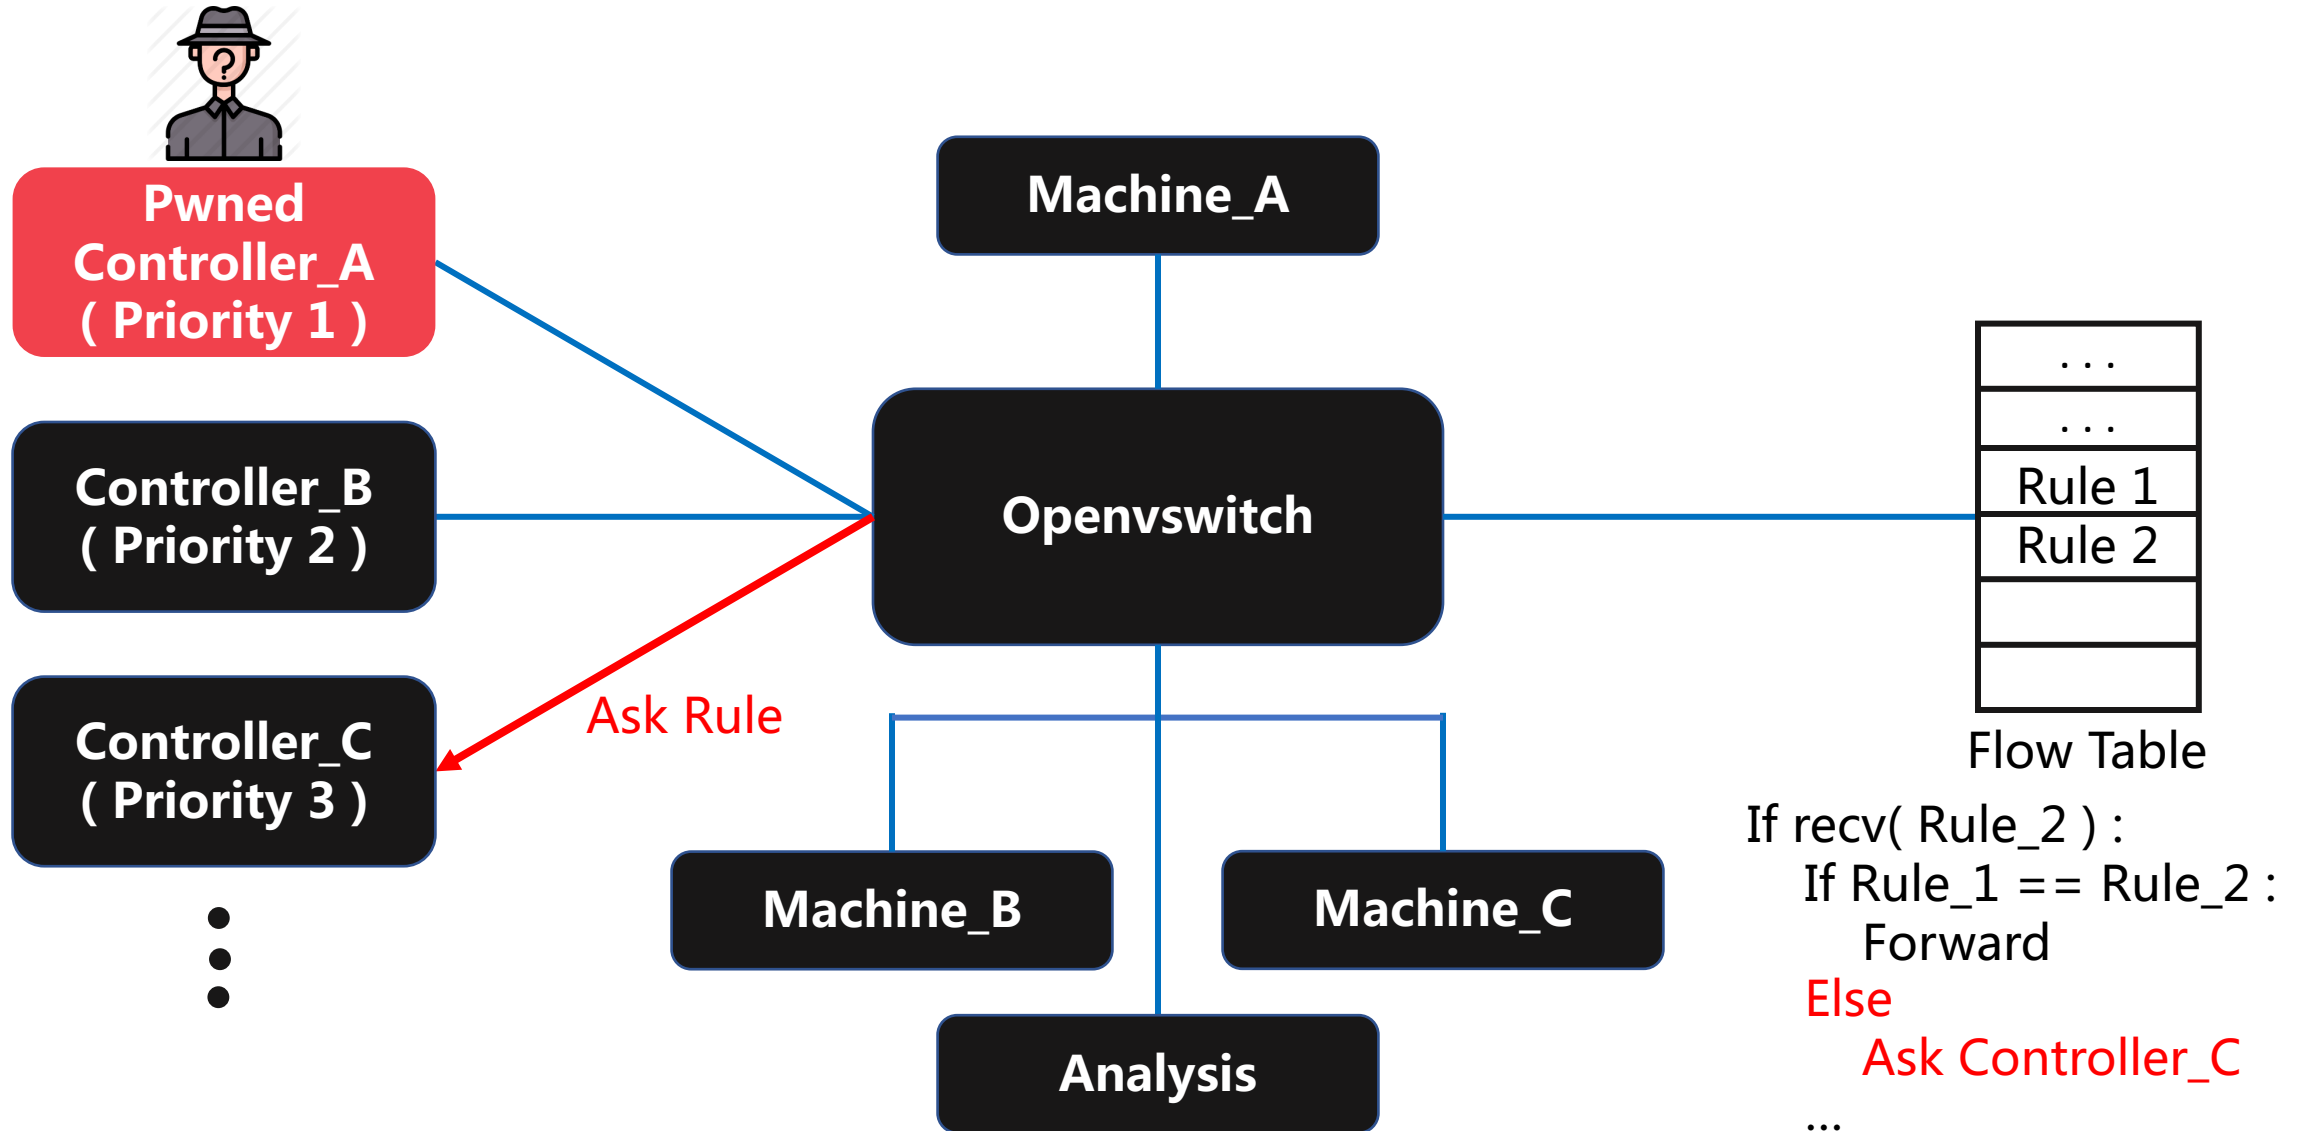 ?
Pwned
Controller_A
( Priority 1 )
Controller_B
( Priority 2 )
Controller_C
( Priority 3 )
Machine_A
Openvswitch
Ask Rule
Machine_B
Machine_C
Analysis
. . .
. . .
Rule 1
Rule 2
Flow Table
If recv( Rule_2 ) :
If Rule_1 == Rule_2 :
Forward
Else
Ask Controller_C
...